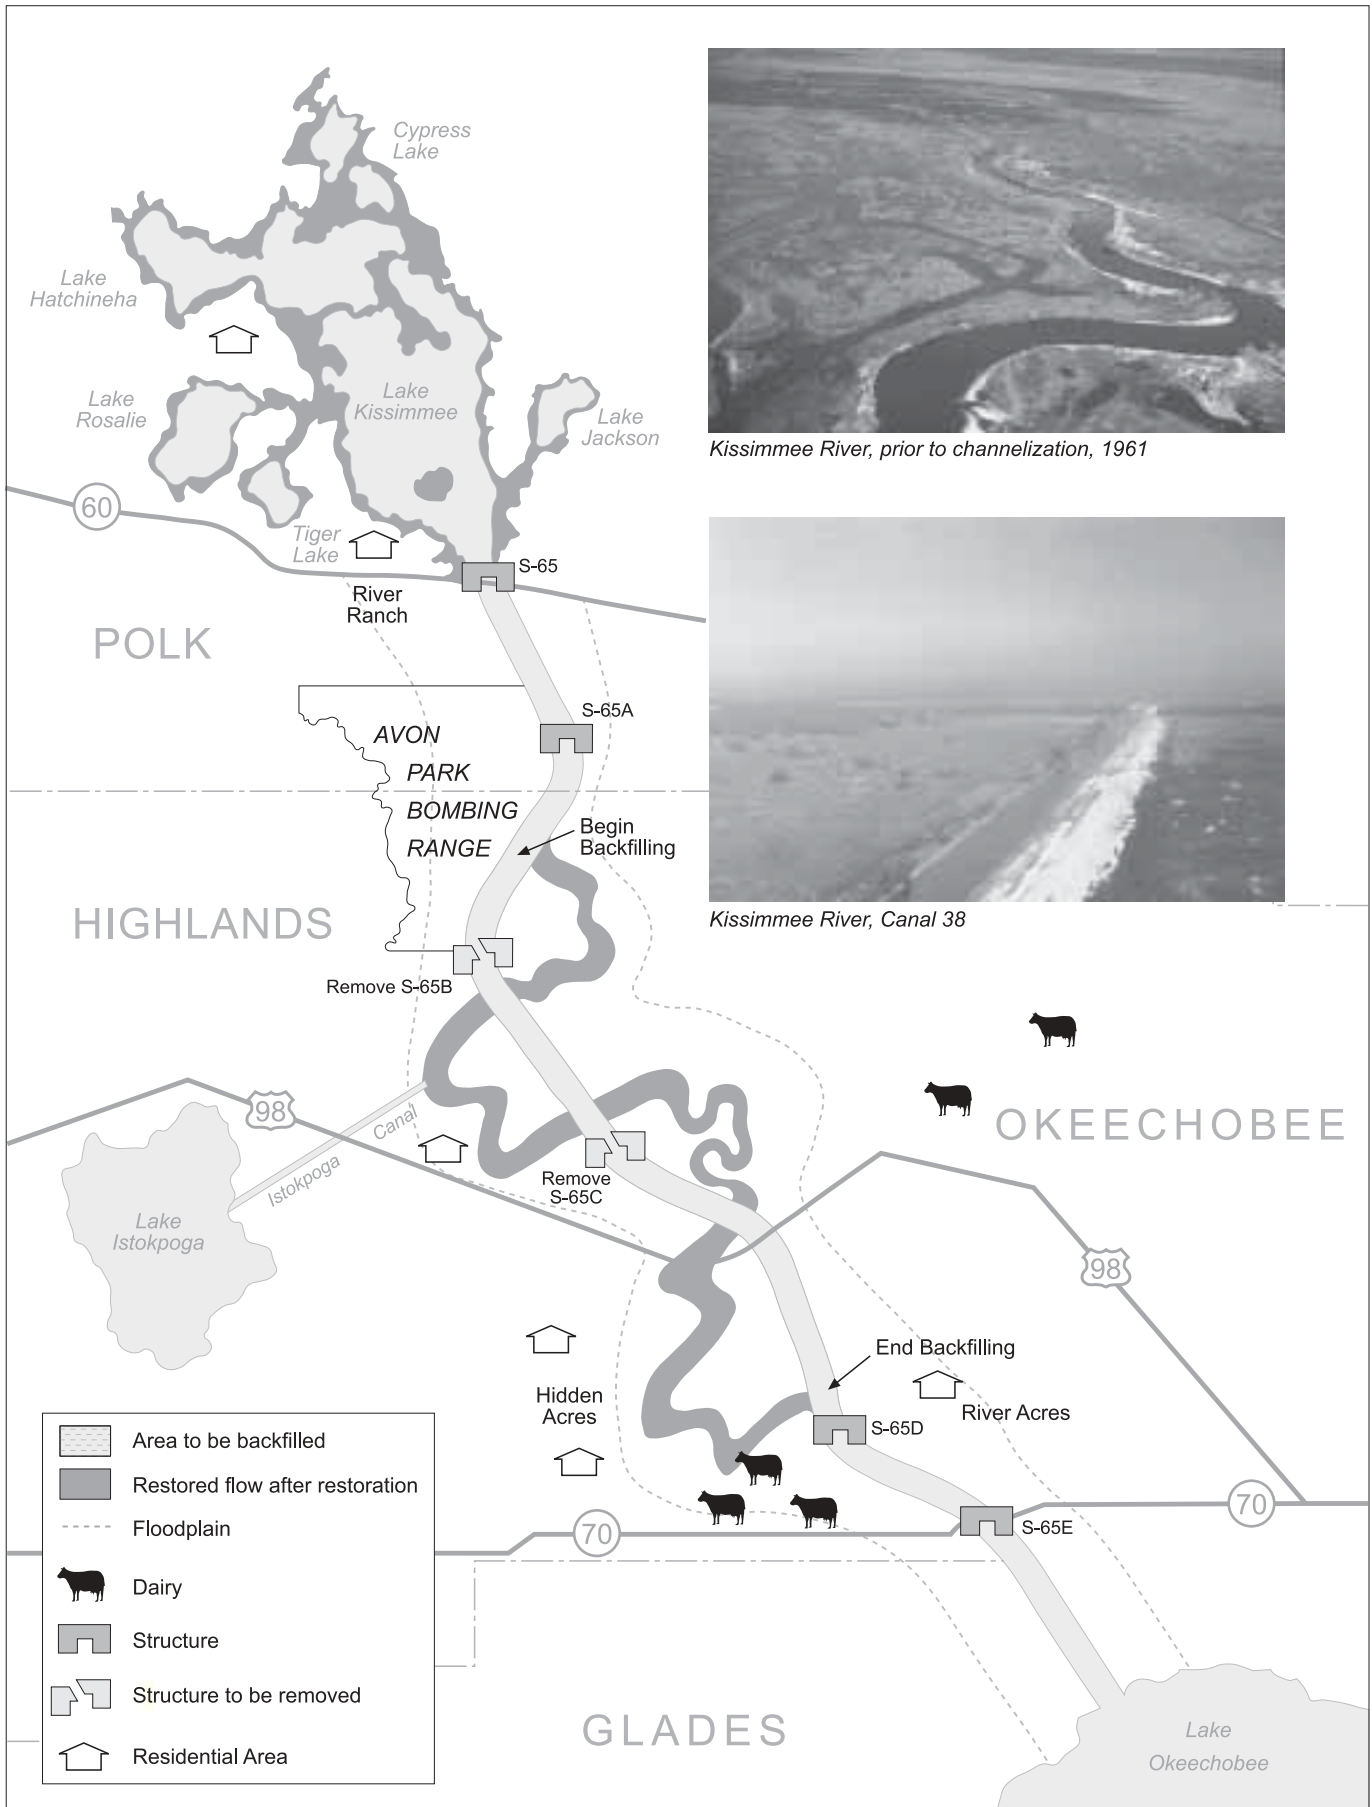 Cypress
Lake
Lake
Hatchineha
Lake
Rosalie
Lake
Kissimmee
Lake
Jackson
Kissimmee River, prior to channelization, 1961
60
Tiger
Lake
S-65
River
Ranch
POLK
S-65A
AVON
PARK
BOMBING
RANGE
Begin
Backfilling
HIGHLANDS
Kissimmee River, Canal 38
Remove S-65B
98
Canal
Istokpoga
OKEECHOBEE
Remove
S-65C
Lake
Istokpoga
98
End Backfilling
Hidden
Acres
River Acres
S-65D
70
70
S-65E
Area to be backfilled
Restored flow after restoration
Floodplain
Dairy
Structure
Structure to be removed
Residential Area
GLADES
Lake
Okeechobee